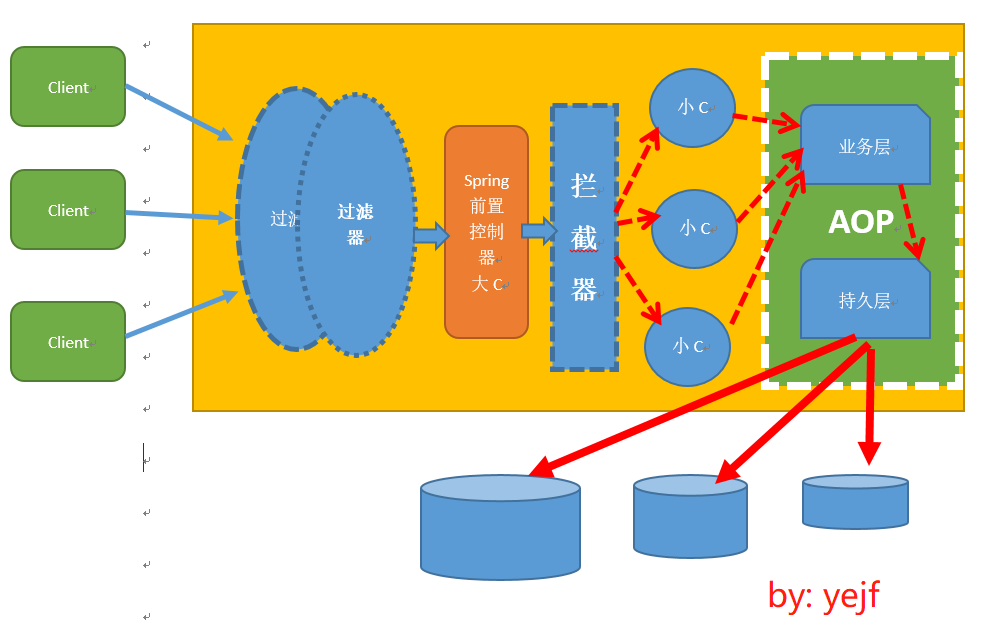 Client
Client
Client
过滤
过滤
器
Spring
前置
控制
器
大 C
拦
截
器
小 C
小 C
小 C
业务层
AOP
持久层
by: yejf